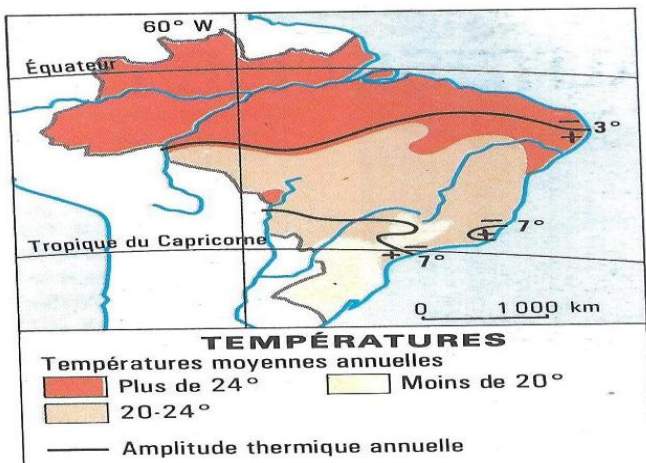 60° W
Équateur
3°
7°
Tropique du Capricorne
7°
0 1 000 km
TEMPÉRATURES
Températures moyennes annuelles
Plus de 24° Moins de 20°
20-24°
Amplitude thermique annuelle